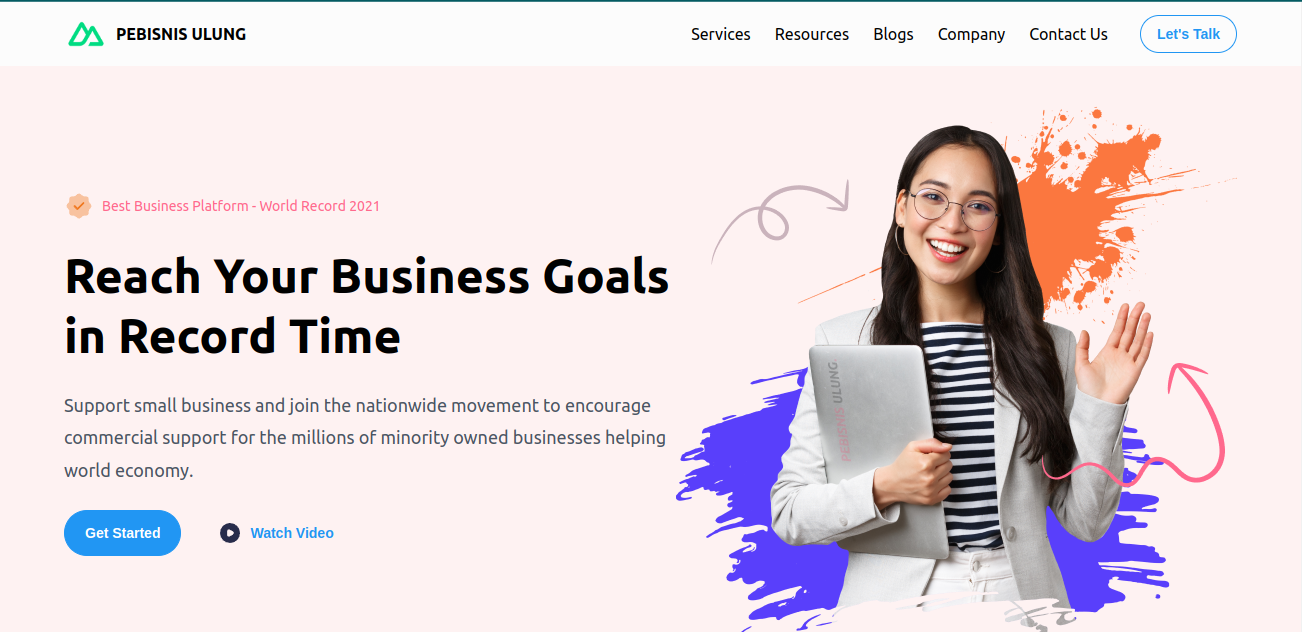 PEBISNIS ULUNG
Services
Resources
Blogs
Company
Contact Us
Let's Talk
Best Business Platform - World Record 2021
Reach Your Business Goals
in Record Time
Support small business and join the nationwide movement to encourage
commercial support for the millions of minority owned businesses helping
world economy.
Get Started
Watch Video
PEBISNIS ULUNG